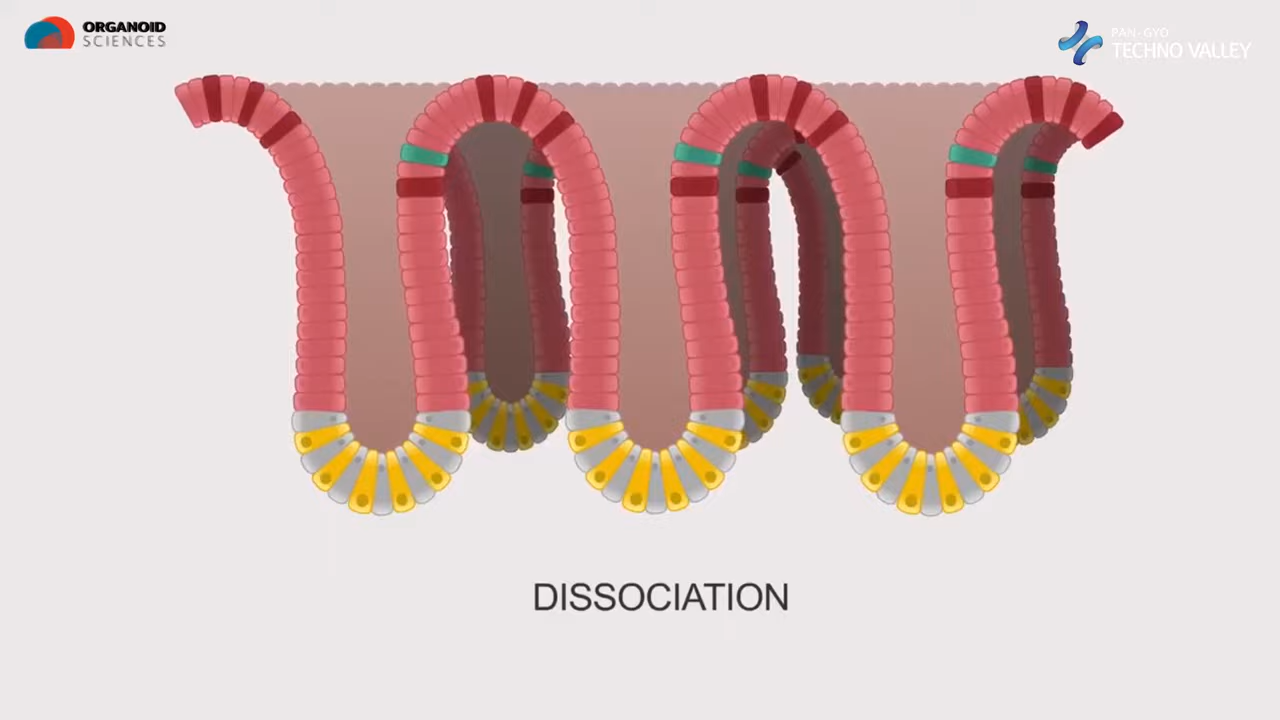 ORGANOID
SCIENCES
PAN-GYO
TECHNO VALLEY
DISSOCIATION